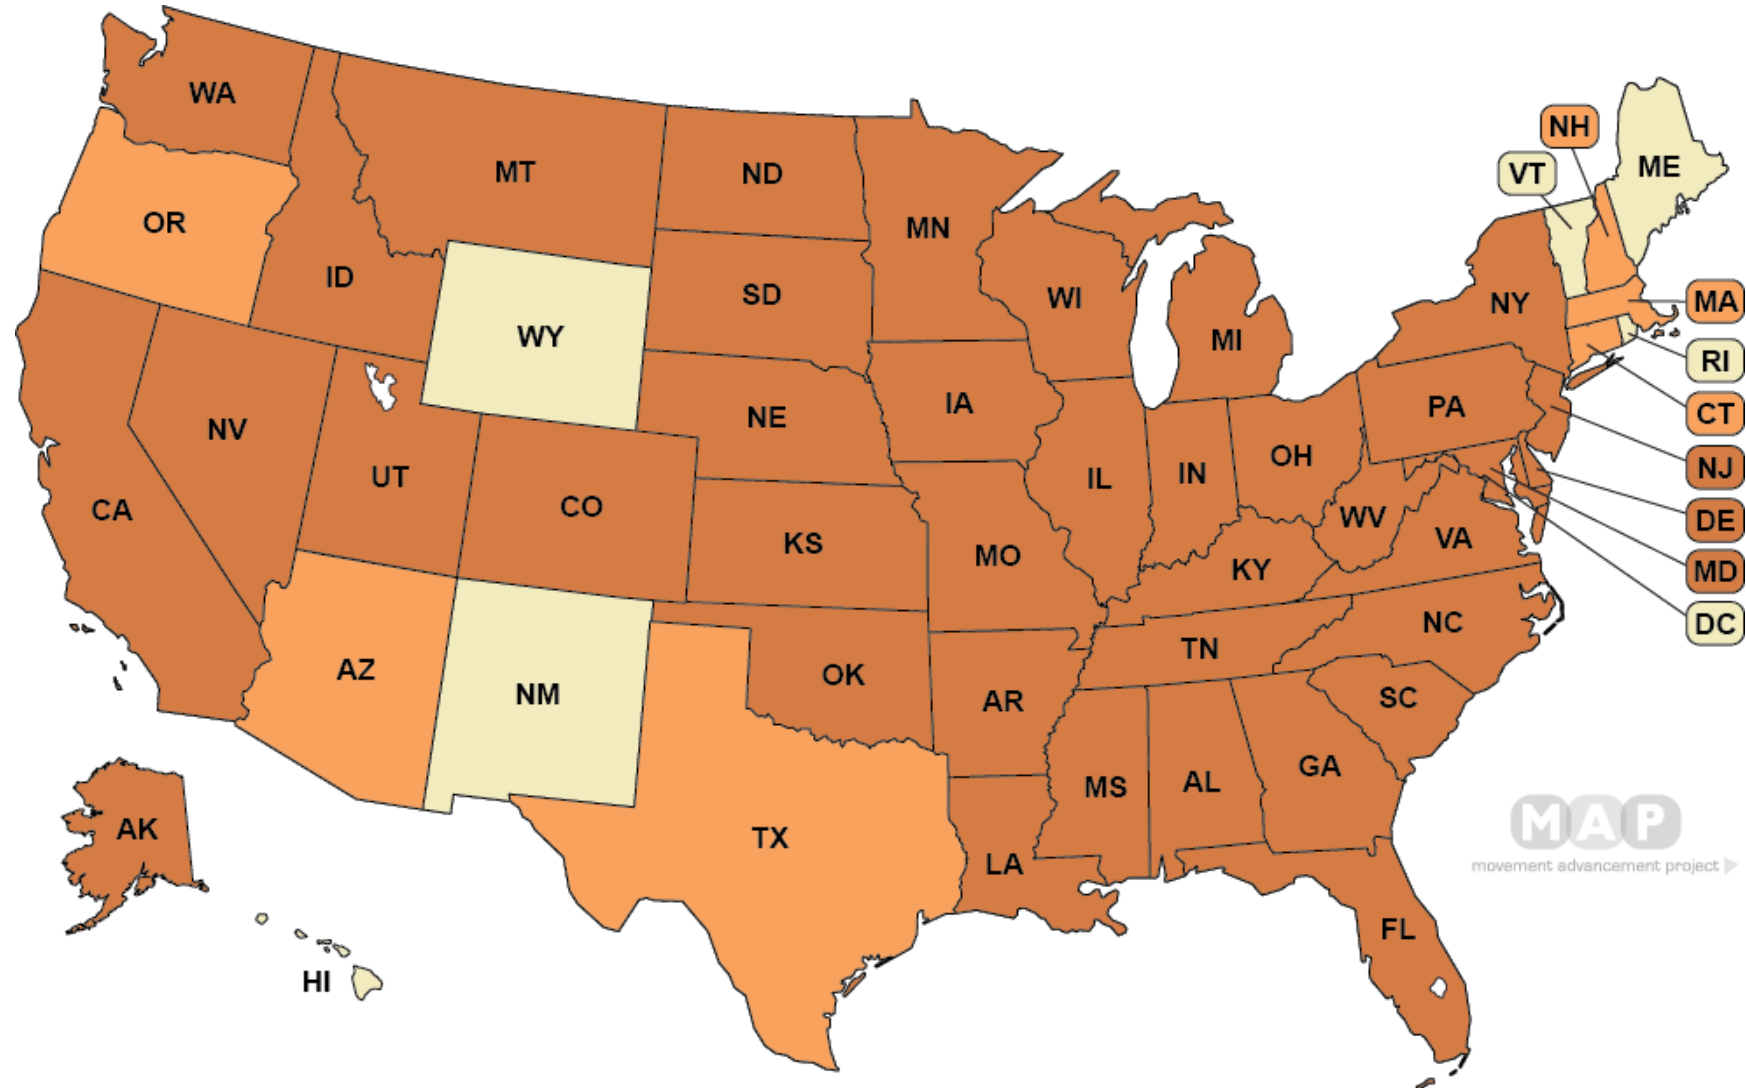 WA
MT
ND
MN
OR
ID
WY
SD
WI
MI
NY
VT
NH
ME
MA
RI
CT
NJ
DE
MD
DC
NV
UT
CO
NE
IA
IL
IN
OH
PA
CA
KS
MO
KY
WV
VA
AZ
NM
OK
AR
TN
NC
SC
TX
LA
MS
AL
GA
FL
AK
HI
MAP
movement advancement project